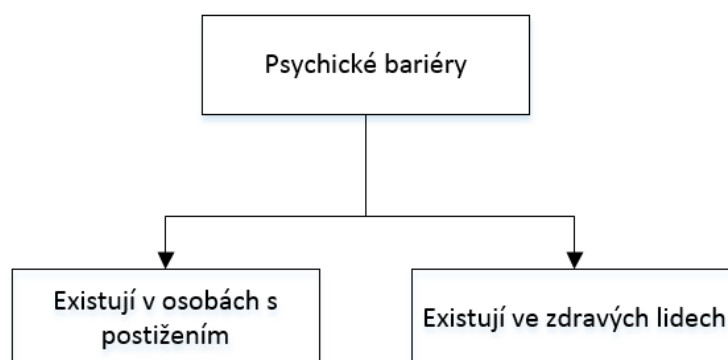 Psychické bariéry
Existují v osobách s
postižením
Existují ve zdravých lidech